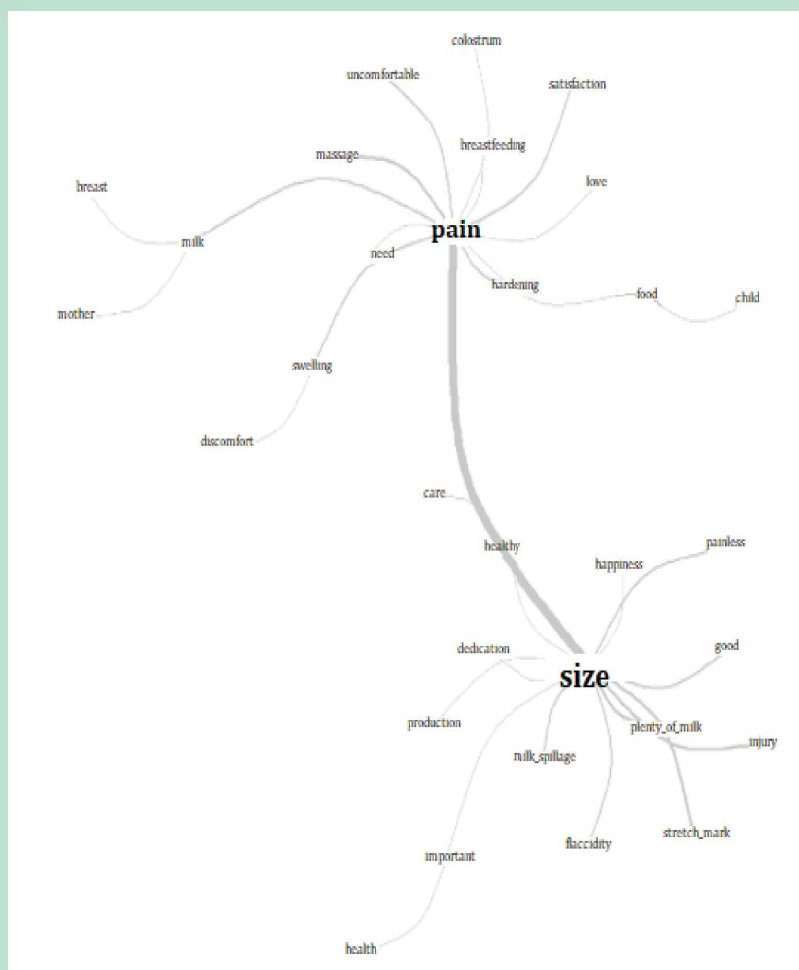 colostrum
uncomfortable
satisfaction
breastfeeding
massage
love
breast
pain
milk
need
hardening
food
child
mother
swelling
discomfort
care
healthy
painless
happiness
dedication
good
size
production
plenty_of_milk
injury
milk_spillage
stretch_mark
flaccidity
important
health